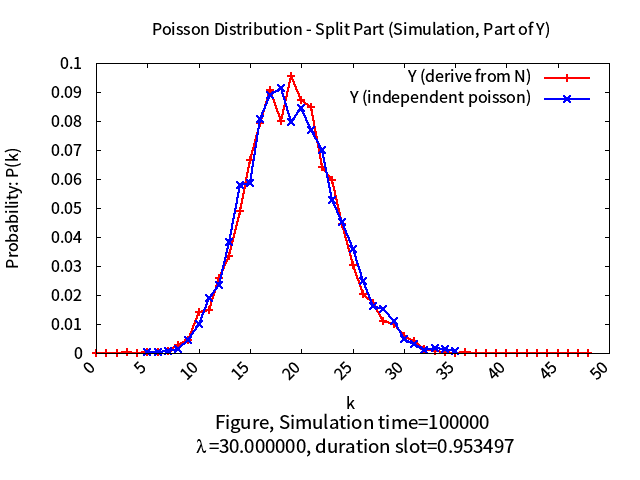 Poisson Distribution - Split Part (Simulation, Part of Y)
Y (derive from N)
Y (independent poisson)
Probability: P(k)
0.1
0.09
0.08
0.07
0.06
0.05
0.04
0.03
0.02
0.01
0
0 5 10 15 20 25 30 35 40 45 50
k
Figure, Simulation time=100000
λ=30.000000, duration slot=0.953497